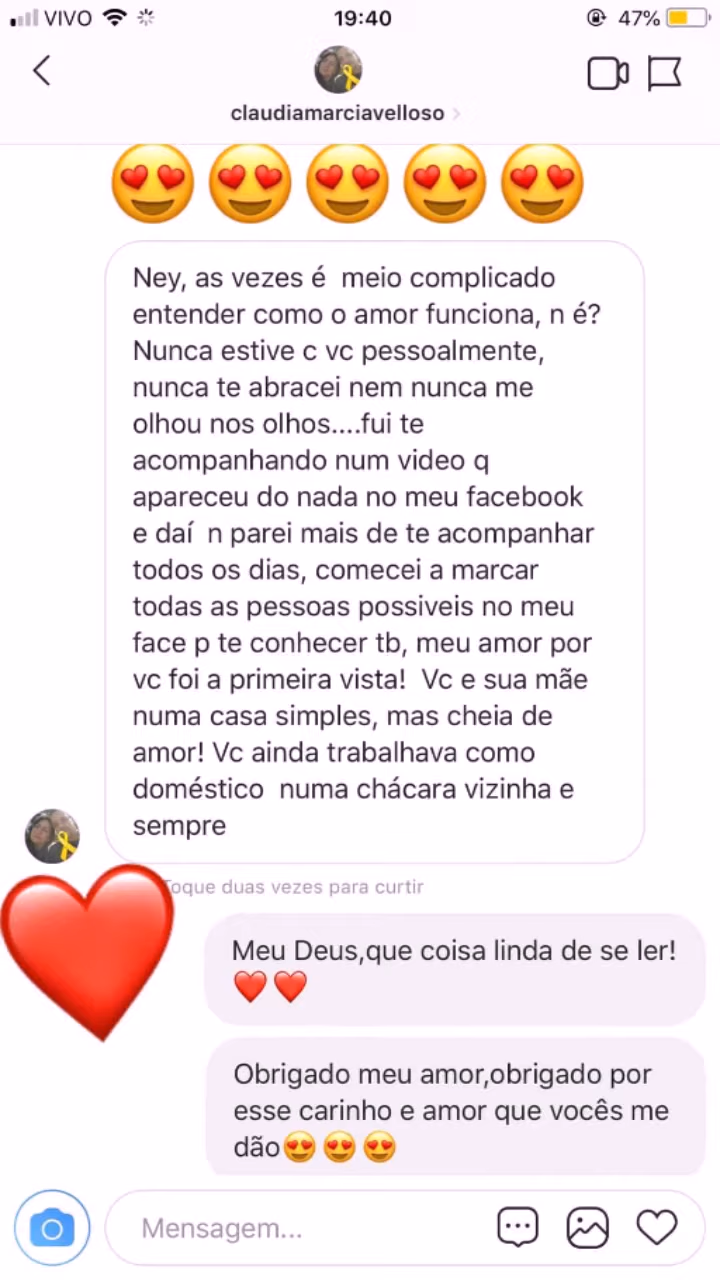 VIVO 19:40 47%
claudiamarciavelloso
Ney, as vezes é  meio complicado
entender como o amor funciona, n é?
Nunca estive c vc pessoalmente,
nunca te abracei nem nunca me
olhou nos olhos....fui te
acompanhando num video q
apareceu do nada no meu facebook
e daí  n parei mais de te acompanhar
todos os dias, comecei a marcar
todas as pessoas possiveis no meu
face p te conhecer tb, meu amor por
vc foi a primeira vista!  Vc e sua mãe
numa casa simples, mas cheia de
amor! Vc ainda trabalhava como
doméstico  numa chácara vizinha e
sempre
Toque duas vezes para curtir
Meu Deus,que coisa linda de se ler!
❤️❤️
Obrigado meu amor,obrigado por
esse carinho e amor que vocês me
dão😍😍😍
Mensagem...